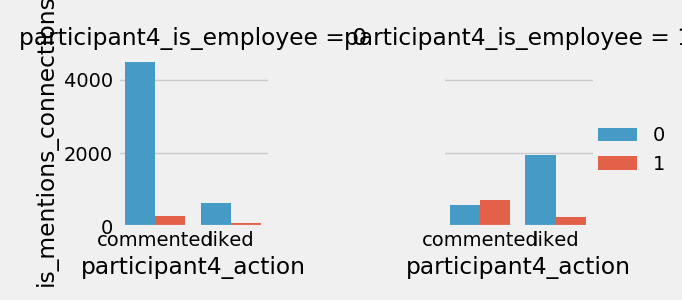 participant4_is_employee = 0
participant4_is_employee = 1
is_mentions_connections
4000
2000
0
commented
liked
commented
liked
participant4_action
participant4_action
0
1